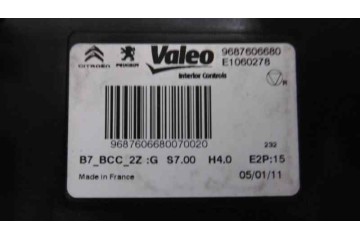 CITROËN PEUGEOT Valeo 9687606680
E1060278
Interior Controls
R
9687606680070020 232
B7_BCC_2Z :G S7.00 H4.0 E2P:15
Made in France 05/01/11